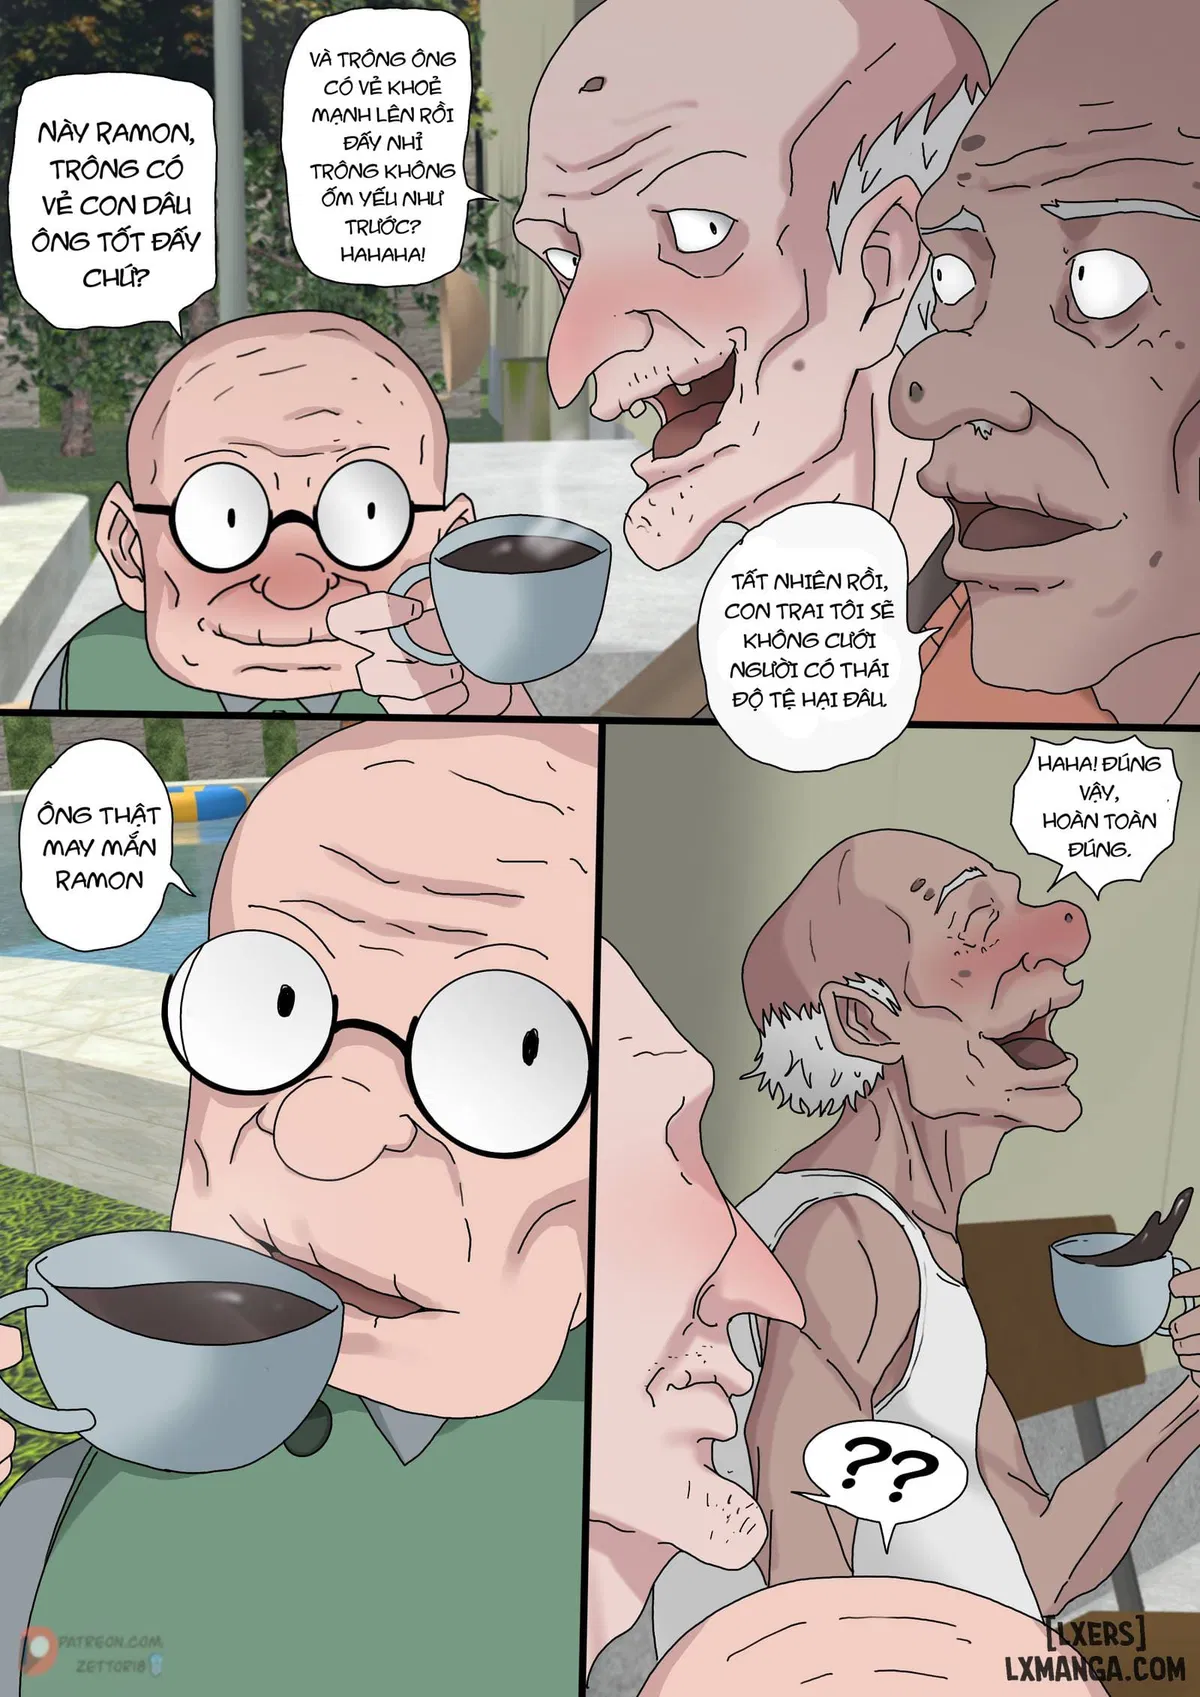 NÀY RAMON,
TRÔNG CÓ
VẺ CON DÂU
ÔNG TỐT ĐẤY
CHỨ?
VÀ TRÔNG ÔNG
CÓ VẺ KHOẺ
MẠNH LÊN RỒI
ĐẤY NHỈ
TRÔNG KHÔNG
ỐM YẾU NHƯ
TRƯỚC?
HAHAHA!
TẤT NHIÊN RỒI,
CON TRAI TÔI SẼ
KHÔNG CƯỚI
NGƯỜI CÓ THÁI
ĐỘ TỆ HẠI ĐÂU.
ÔNG THẬT
MAY MẮN
RAMON
HAHA! ĐÚNG
VẬY,
HOÀN TOÀN
ĐÚNG.
??
PATREON.COM
ZETTORI8
[LXERS]
LXMANGA.COM